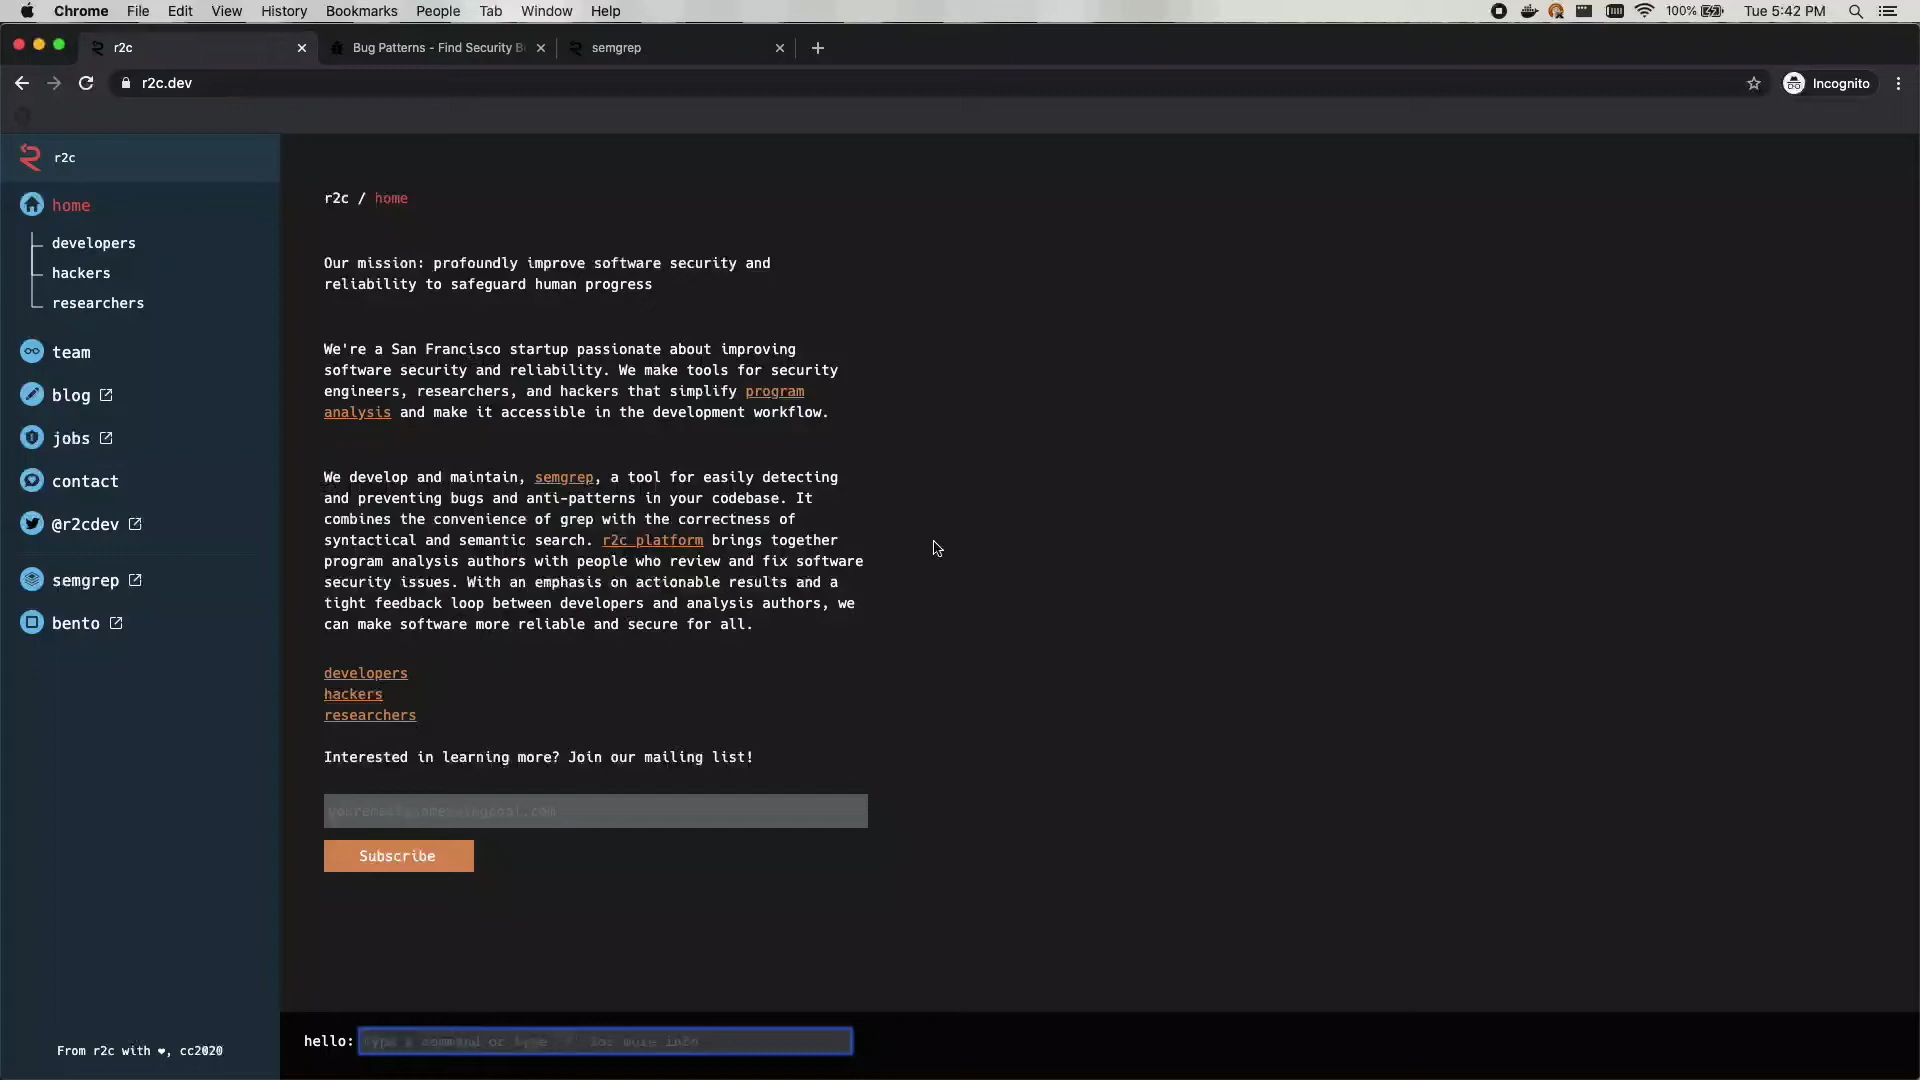 Chrome File Edit View History Bookmarks People Tab Window Help 100% Tue 5:42 PM
r2c
Bug Patterns - Find Security B
semgrep
r2c.dev
Incognito
r2c
home
developers
hackers
researchers
team
blog
jobs
contact
@r2cdev
semgrep
bento
From r2c with ❤, cc2020
r2c / home
Our mission: profoundly improve software security and
reliability to safeguard human progress
We're a San Francisco startup passionate about improving
software security and reliability. We make tools for security
engineers, researchers, and hackers that simplify program
analysis and make it accessible in the development workflow.
We develop and maintain, semgrep, a tool for easily detecting
and preventing bugs and anti-patterns in your codebase. It
combines the convenience of grep with the correctness of
syntactical and semantic search. r2c platform brings together
program analysis authors with people who review and fix software
security issues. With an emphasis on actionable results and a
tight feedback loop between developers and analysis authors, we
can make software more reliable and secure for all.
developers
hackers
researchers
Interested in learning more? Join our mailing list!
Subscribe
hello: type a command or type for more info